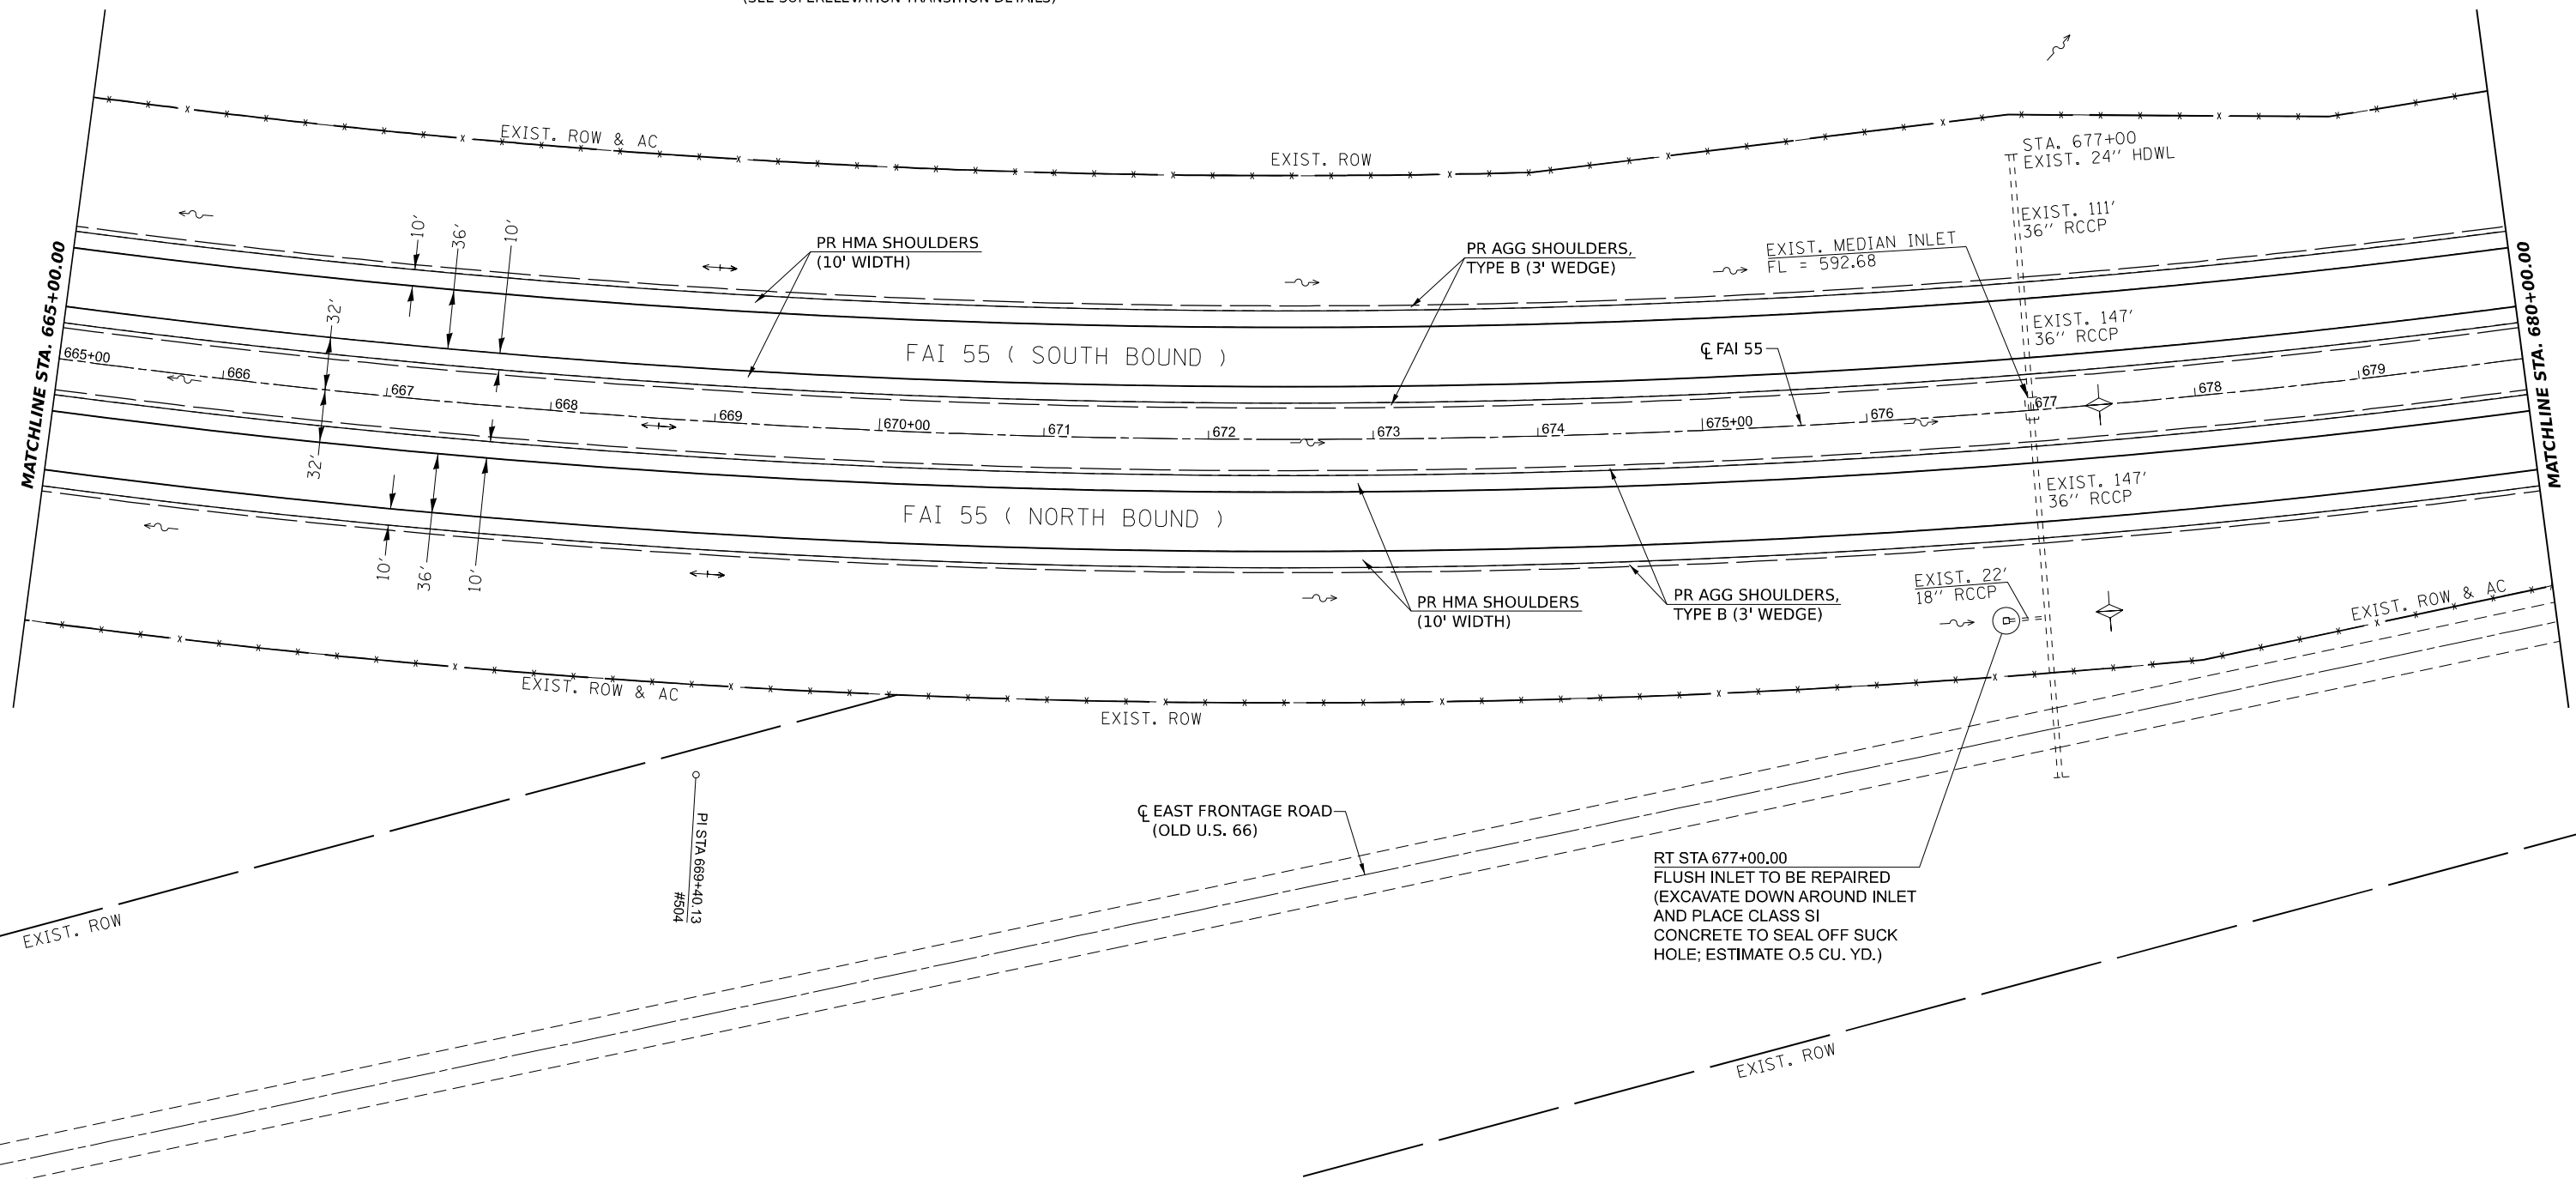 (SEE SUPERELEVATION TRANSITION DETAILS)
EXIST. ROW & AC
EXIST. ROW
STA. 677+00
EXIST. 24" HDWL
EXIST. 111'
36" RCCP
10'
36'
10'
PR HMA SHOULDERS
(10' WIDTH)
PR AGG SHOULDERS,
TYPE B (3' WEDGE)
EXIST. MEDIAN INLET
FL = 592.68
MATCHLINE STA. 665+00.00
MATCHLINE STA. 680+00.00
32'
EXIST. 147'
36" RCCP
FAI 55 ( SOUTH BOUND )
℄ FAI 55
665+00
666
667
668
669
670+00
671
672
673
674
675+00
676
677
678
679
32'
EXIST. 147'
36" RCCP
FAI 55 ( NORTH BOUND )
10'
36'
10'
PR HMA SHOULDERS
(10' WIDTH)
PR AGG SHOULDERS,
TYPE B (3' WEDGE)
EXIST. 22'
18" RCCP
EXIST. ROW & AC
EXIST. ROW & AC
EXIST. ROW
PI STA 669+40.13
#504
℄ EAST FRONTAGE ROAD
(OLD U.S. 66)
RT STA 677+00.00
FLUSH INLET TO BE REPAIRED
(EXCAVATE DOWN AROUND INLET
AND PLACE CLASS SI
CONCRETE TO SEAL OFF SUCK
HOLE; ESTIMATE O.5 CU. YD.)
EXIST. ROW
EXIST. ROW